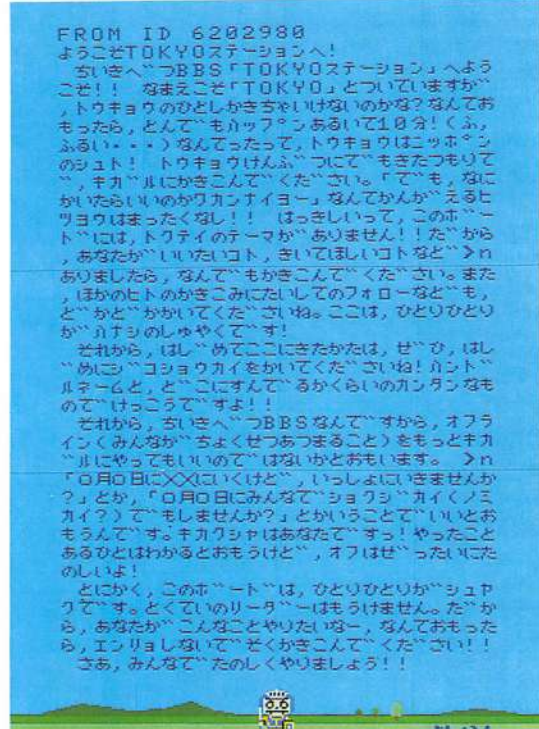 FROM ID 6202980
ようこそTOKYOステーションへ!
ちいきべつBBS「TOKYOステーション」へよう
こそ!! なまえこそ「TOKYO」とついていますが
,トウキョウのひとしかきちゃいけないのかな?なんてお
もったら,とんでもハップンあるいて10分!(ふ,
ふるい・・・)なんてったって,トウキョウはニッポン
のシュト! トウキョウけんぶつにでもきたつもりで
,キガルにかきこんでください。「でも,なに
かいたらいいのかワカンナイヨー」なんてかんがえるヒ
ツヨウはまったくなし!! はっきしいって,このボー
ドには,トクテイのテーマがありません!!だから
,あなたがいいたいコト,きいてほしいコトなど>n
ありましたら,なんでもかきこんでください。また
,ほかのヒトのかきこみにたいしてのフォローなども,
どかどかかいてくださいね。ここは,ひとりひとり
がハナシのしゅやくです!
それから,はじめてここにきたかたは,ぜひ,はじ
めにジコショウカイをかいてくださいね!ハンド
ルネームと,どこにすんでるかくらいのカンタンなも
のでけっこうですよ!!
それから,ちいきべつBBSなんですから,オフラ
イン(みんながちょくせつあつまること)をもっとキガ
ルにやってもいいのではないかとおもいます。 >n
「○月○日に××にいくけど,いっしょにいきませんか
?」とか,「○月○日にみんなでショクジカイ(ノミ
カイ?)でもしませんか?」とかいうことでいいとお
もうんです。キカクシャはあなたですっ!やったこと
あるひとはわかるとおもうけど,オフはぜったいにた
のしいよ!
とにかく,このボードは,ひとりひとりがシュヤ
クです。とくていのリーダーはもうけません。だか
ら,あなたがこんなことやりたいなー,なんておもった
ら,エンリョしないでぞくかきこんでください!!
さあ,みんなでたのしくやりましょう!!